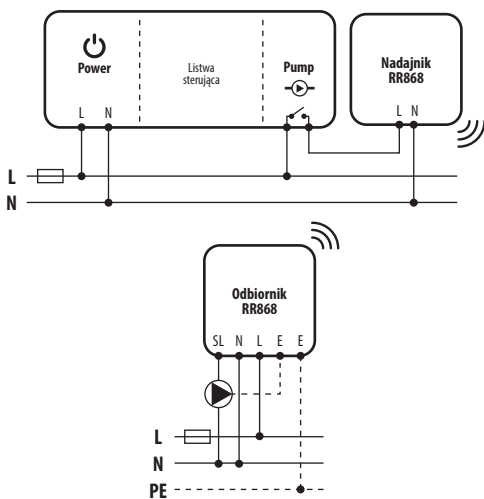 Power
Listwa
sterująca
Pump
Nadajnik
RR868
L N
L N
L
N
Odbiornik
RR868
SL N L E E
L
N
PE